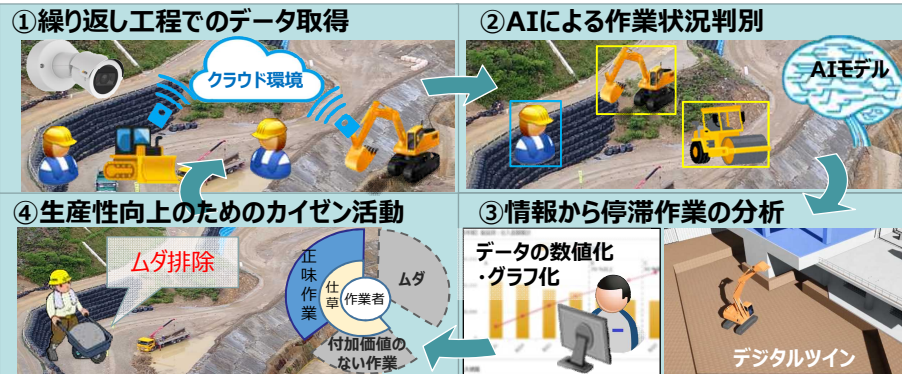 ①繰り返し工程でのデータ取得
クラウド環境
②AIによる作業状況判別
AIモデル
③情報から停滞作業の分析
データの数値化
・グラフ化
デジタルツイン
④生産性向上のためのカイゼン活動
ムダ排除
正味作業
仕草
作業者
ムダ
付加価値の
ない作業